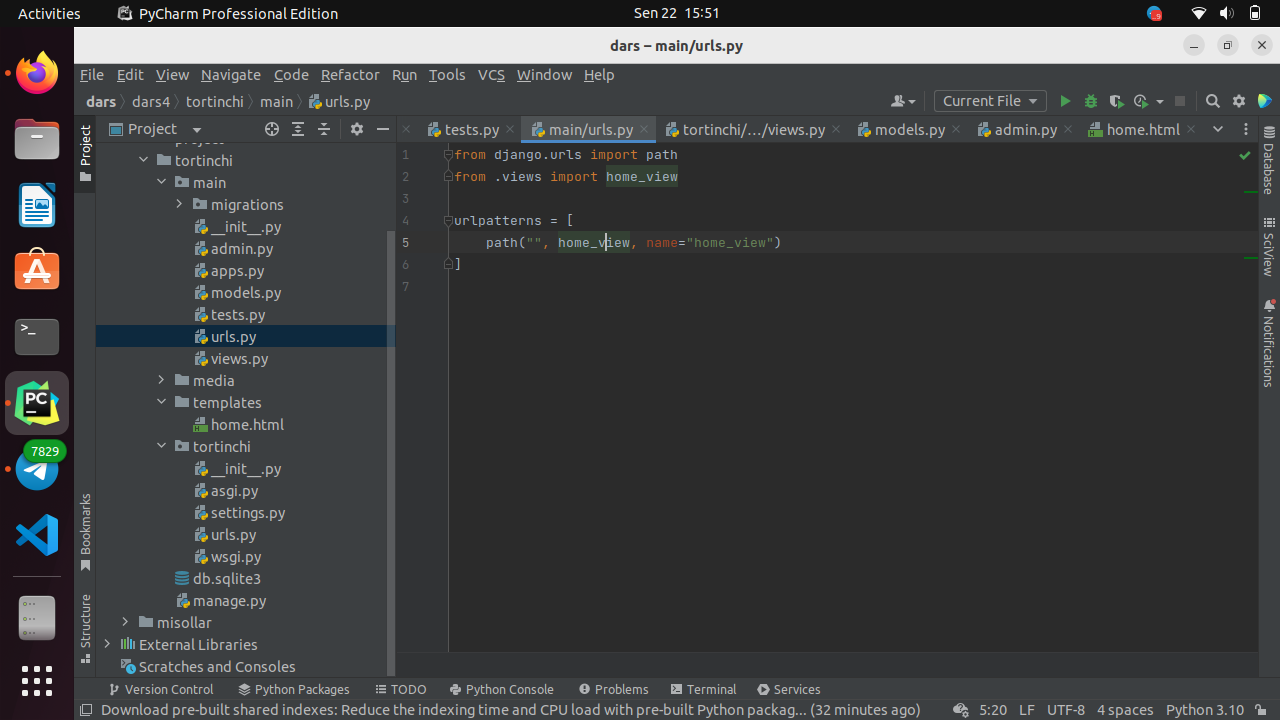 Activities
PyCharm Professional Edition
Sen 22 15:51
dars – main/urls.py
File Edit View Navigate Code Refactor Run Tools VCS Window Help
dars dars4 tortinchi main urls.py
Current File
Project
tests.py
main/urls.py
tortinchi/…/views.py
models.py
admin.py
home.html
Project
Bookmarks
Structure
tortinchi
main
migrations
__init__.py
admin.py
apps.py
models.py
tests.py
urls.py
views.py
media
templates
home.html
tortinchi
__init__.py
asgi.py
settings.py
urls.py
wsgi.py
db.sqlite3
manage.py
misollar
External Libraries
Scratches and Consoles
1 from django.urls import path
2 from .views import home_view
3
4 urlpatterns = [
5 path("", home_view, name="home_view")
6 ]
7
Database
SciView
Notifications
7829
PC
Version Control
Python Packages
TODO
Python Console
Problems
Terminal
Services
Download pre-built shared indexes: Reduce the indexing time and CPU load with pre-built Python packag... (32 minutes ago)
5:20 LF UTF-8 4 spaces Python 3.10